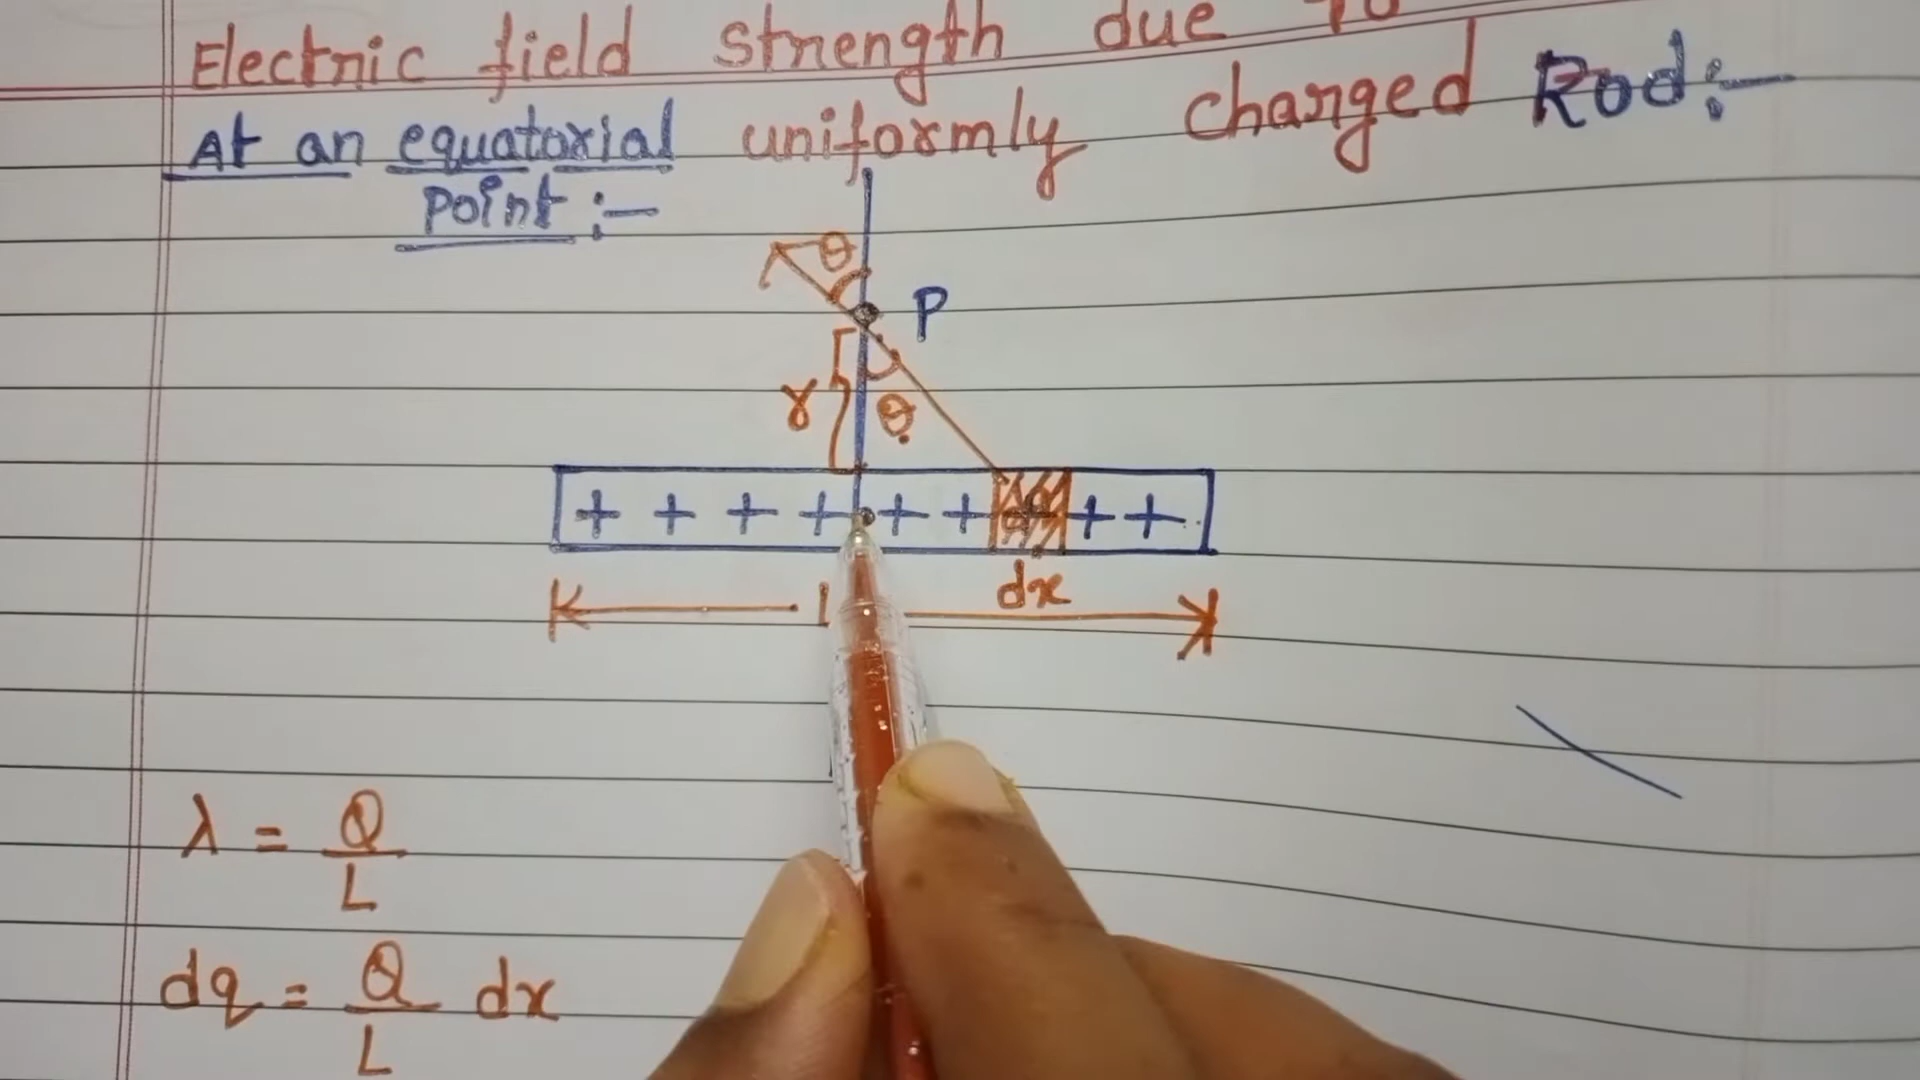 Electric field strength due to
At an equatorial uniformly charged Rod:-
point:-
θ
P
r
θ
+ + + + + + + + +
dx
L
λ = Q/L
dq = Q/L dx